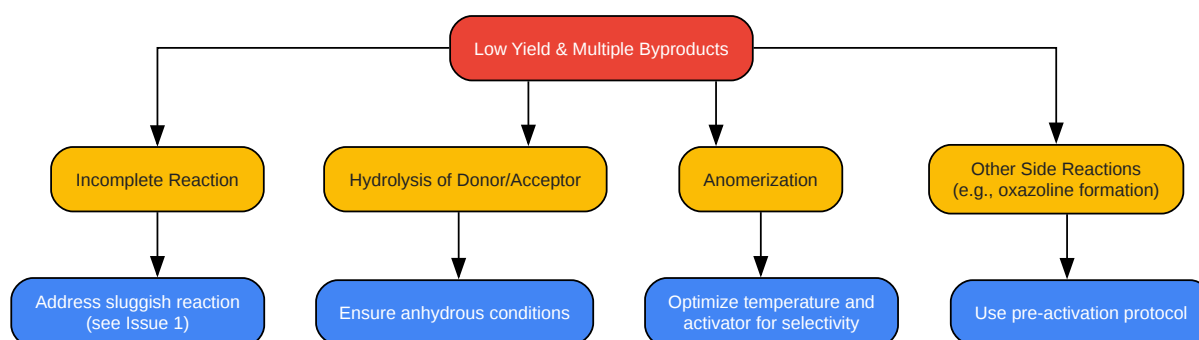 Low Yield & Multiple Byproducts
Incomplete Reaction
Hydrolysis of Donor/Acceptor
Anomerization
Other Side Reactions
(e.g., oxazoline formation)
Address sluggish reaction
(see Issue 1)
Ensure anhydrous conditions
Optimize temperature and
activator for selectivity
Use pre-activation protocol